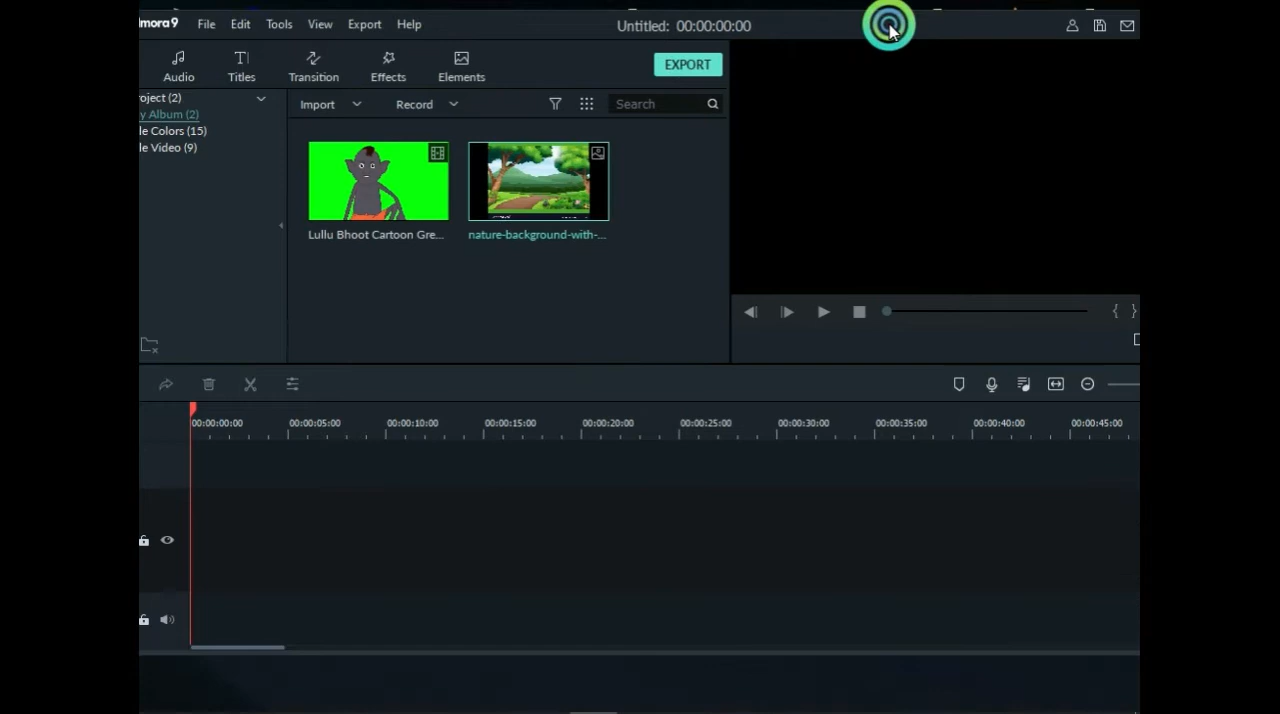 mora9 File Edit Tools View Export Help Untitled: 00:00:00:00
Audio Titles Transition Effects Elements EXPORT
oject (2)
y Album (2)
le Colors (15)
le Video (9)
Import Record Search
Lullu Bhoot Cartoon Gre... nature-background-with-...
00:00:00:00 00:00:05:00 00:00:10:00 00:00:15:00 00:00:20:00 00:00:25:00 00:00:30:00 00:00:35:00 00:00:40:00 00:00:45:00